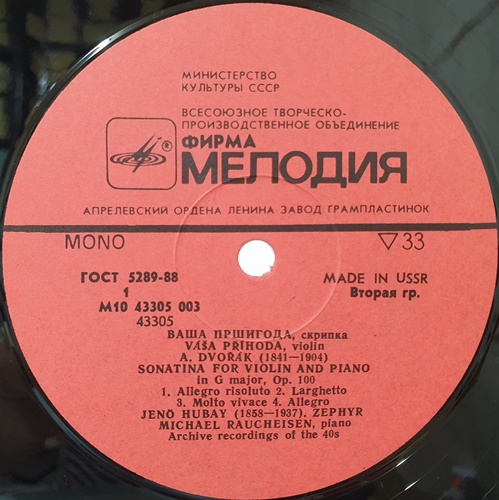 МИНИСТЕРСТВО
КУЛЬТУРЫ СССР
ВСЕСОЮЗНОЕ ТВОРЧЕСКО-
ПРОИЗВОДСТВЕННОЕ ОБЪЕДИНЕНИЕ
®
ФИРМА
МЕЛОДИЯ
АПРЕЛЕВСКИЙ ОРДЕНА ЛЕНИНА ЗАВОД ГРАМПЛАСТИНОК
MONO ▽33
ГОСТ 5289-88 MADE IN USSR
1 Вторая гр.
М10 43305 003
43305
ВАША ПРШИГОДА, скрипка
VÁŠA PŘIHODA, violin
A. DVOŘÁK (1841—1904)
SONATINA FOR VIOLIN AND PIANO
in G major, Op. 100
1. Allegro risoluto 2. Larghetto
3. Molto vivace 4. Allegro
JENÖ HUBAY (1858—1937). ZEPHYR
MICHAEL RAUCHEISEN, piano
Archive recordings of the 40s